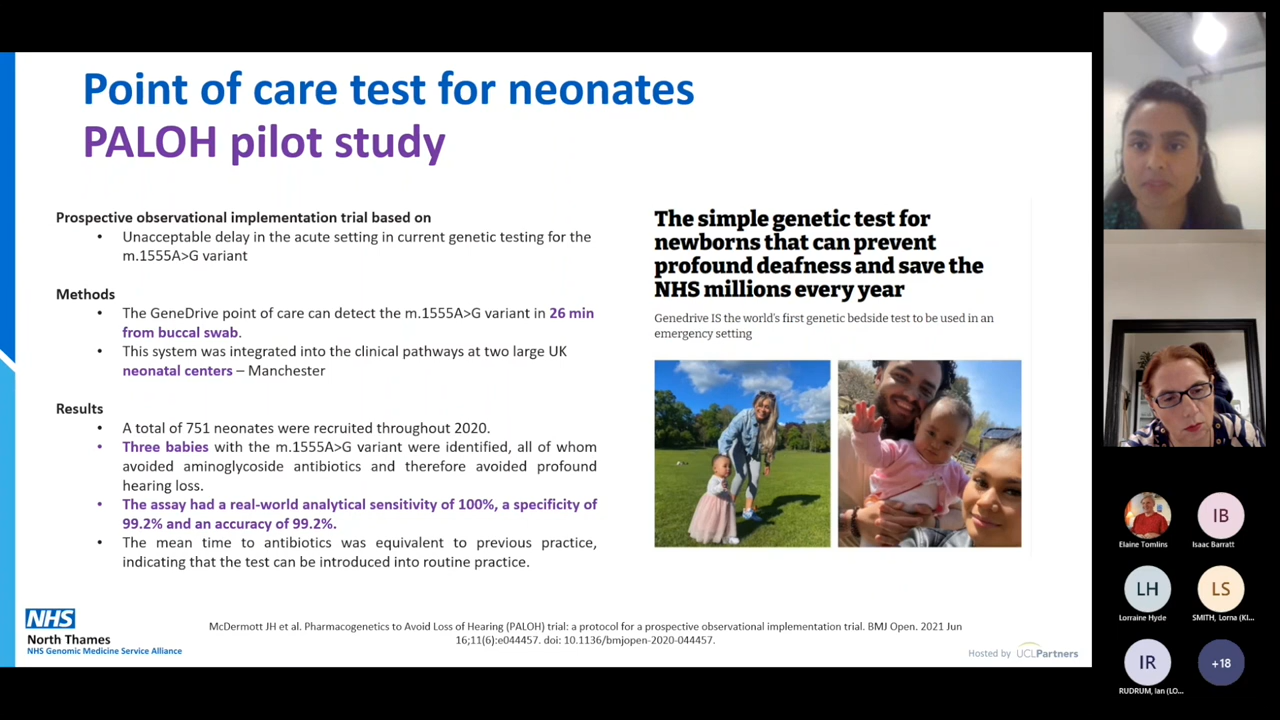 Point of care test for neonates
PALOH pilot study
Prospective observational implementation trial based on
• Unacceptable delay in the acute setting in current genetic testing for the
m.1555A>G variant
Methods
• The GeneDrive point of care can detect the m.1555A>G variant in 26 min
from buccal swab.
• This system was integrated into the clinical pathways at two large UK
neonatal centers – Manchester
Results
• A total of 751 neonates were recruited throughout 2020.
• Three babies with the m.1555A>G variant were identified, all of whom
avoided aminoglycoside antibiotics and therefore avoided profound
hearing loss.
• The assay had a real-world analytical sensitivity of 100%, a specificity of
99.2% and an accuracy of 99.2%.
• The mean time to antibiotics was equivalent to previous practice,
indicating that the test can be introduced into routine practice.
The simple genetic test for
newborns that can prevent
profound deafness and save the
NHS millions every year
Genedrive IS the world's first genetic bedside test to be used in an
emergency setting
McDermott JH et al. Pharmacogenetics to Avoid Loss of Hearing (PALOH) trial: a protocol for a prospective observational implementation trial. BMJ Open. 2021 Jun
16;11(6):e044457. doi: 10.1136/bmjopen-2020-044457.
NHS
North Thames
NHS Genomic Medicine Service Alliance
Hosted by UCLPartners
Elaine Tomlins
IB
Isaac Barratt
LH
Lorraine Hyde
LS
SMITH, Lorna (KI...
IR
RUDRUM, Ian (LO...
+18